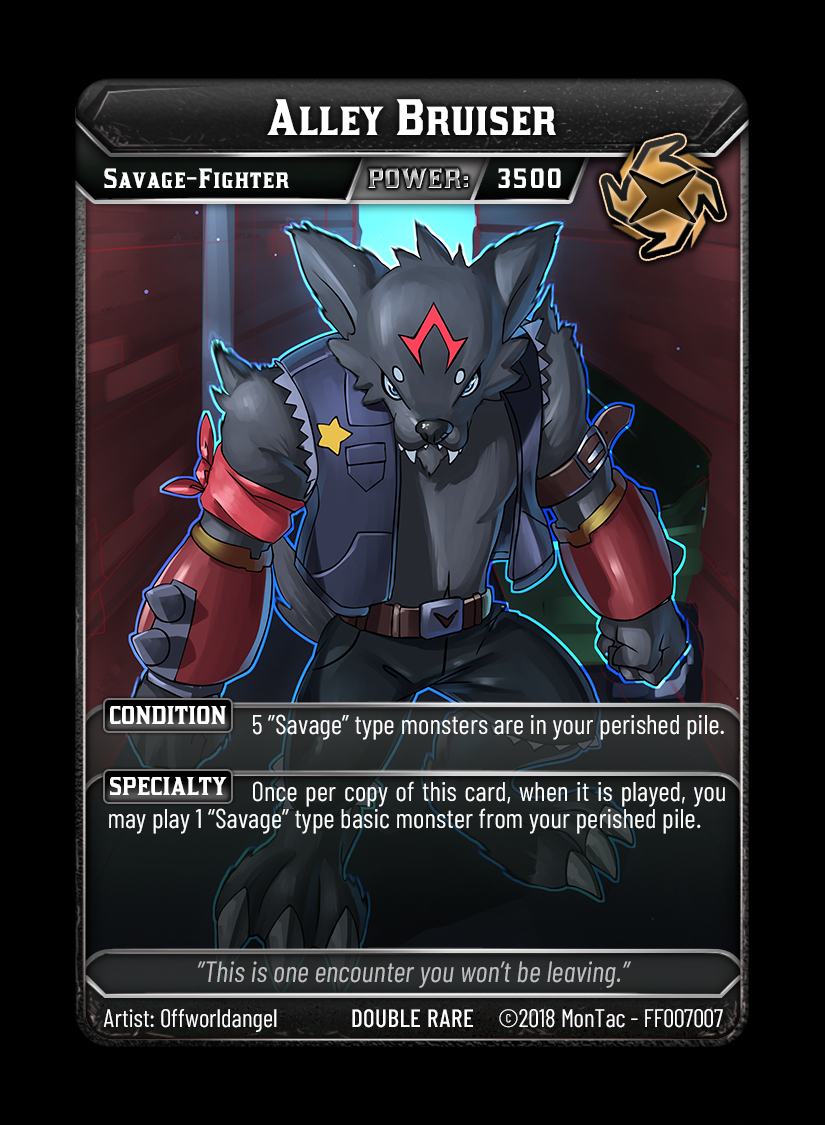 Alley Bruiser
Savage-Fighter POWER: 3500
CONDITION 5 "Savage" type monsters are in your perished pile.
SPECIALTY Once per copy of this card, when it is played, you
may play 1 "Savage" type basic monster from your perished pile.
"This is one encounter you won't be leaving."
Artist: Offworldangel DOUBLE RARE ©2018 MonTac - FF007007